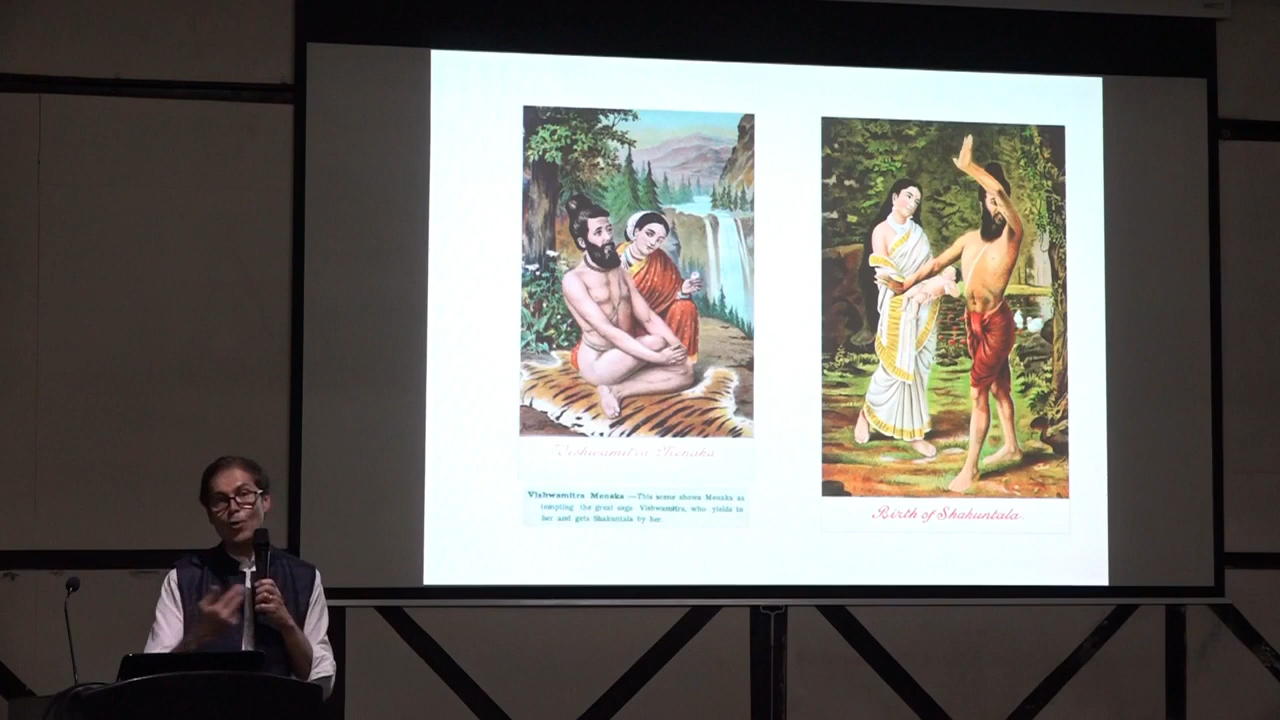 Vishwamitra Menaka
Vishwamitra Menaka —This scene shows Menaka as
tempting the great sage Vishwamitra, who yields to
her and gets Shakuntala by her.
Birth of Shakuntala.